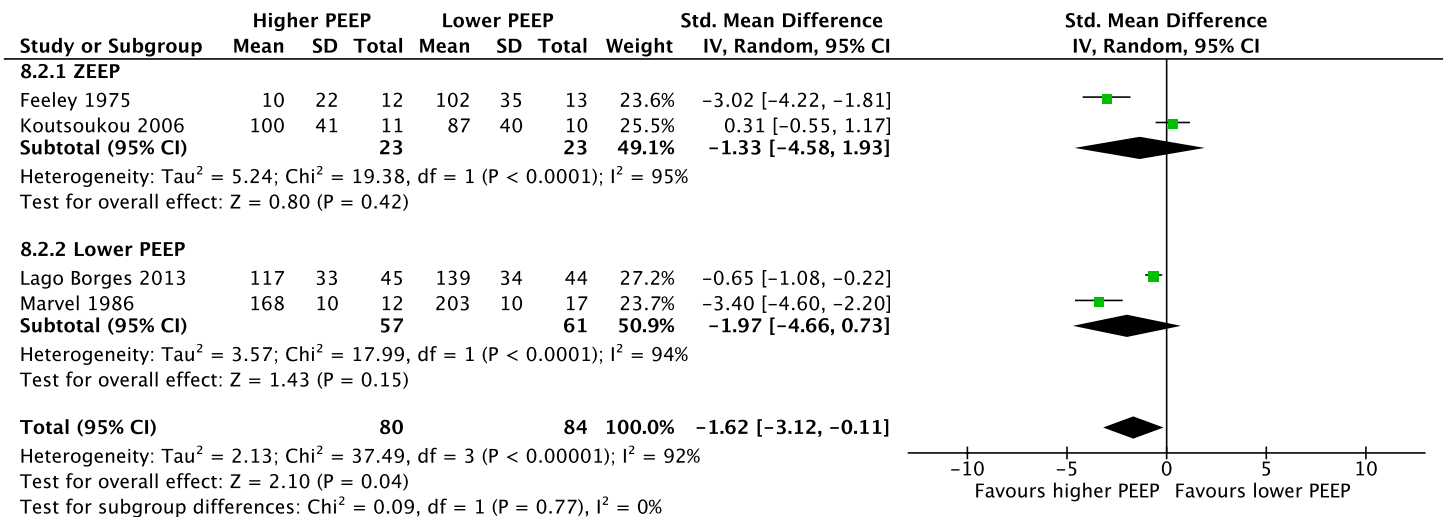 Higher PEEP Lower PEEP Std. Mean Difference Std. Mean Difference
Study or Subgroup Mean SD Total Mean SD Total Weight IV, Random, 95% CI IV, Random, 95% CI
8.2.1 ZEEP
Feeley 1975 10 22 12 102 35 13 23.6% −3.02 [−4.22, −1.81]
Koutsoukou 2006 100 41 11 87 40 10 25.5% 0.31 [−0.55, 1.17]
Subtotal (95% CI) 23 23 49.1% −1.33 [−4.58, 1.93]
Heterogeneity: Tau² = 5.24; Chi² = 19.38, df = 1 (P < 0.0001); I² = 95%
Test for overall effect: Z = 0.80 (P = 0.42)
8.2.2 Lower PEEP
Lago Borges 2013 117 33 45 139 34 44 27.2% −0.65 [−1.08, −0.22]
Marvel 1986 168 10 12 203 10 17 23.7% −3.40 [−4.60, −2.20]
Subtotal (95% CI) 57 61 50.9% −1.97 [−4.66, 0.73]
Heterogeneity: Tau² = 3.57; Chi² = 17.99, df = 1 (P < 0.0001); I² = 94%
Test for overall effect: Z = 1.43 (P = 0.15)
Total (95% CI) 80 84 100.0% −1.62 [−3.12, −0.11]
Heterogeneity: Tau² = 2.13; Chi² = 37.49, df = 3 (P < 0.00001); I² = 92%
Test for overall effect: Z = 2.10 (P = 0.04)
Test for subgroup differences: Chi² = 0.09, df = 1 (P = 0.77), I² = 0%
−10 −5 0 5 10
Favours higher PEEP Favours lower PEEP